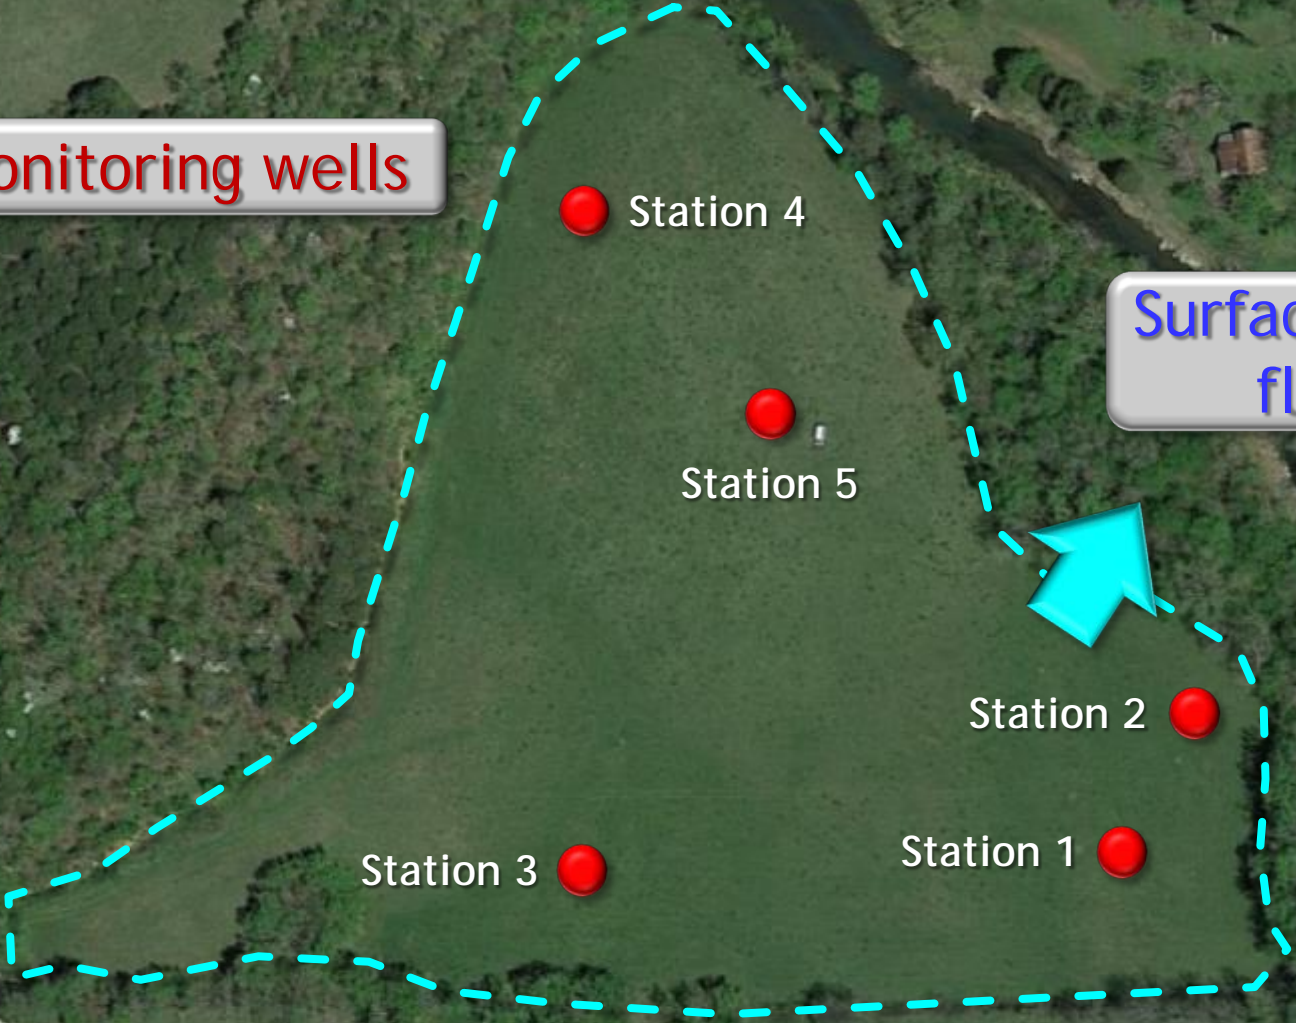 onitoring wells
Station 4
Surfac
fl
Station 5
Station 2
Station 1
Station 3